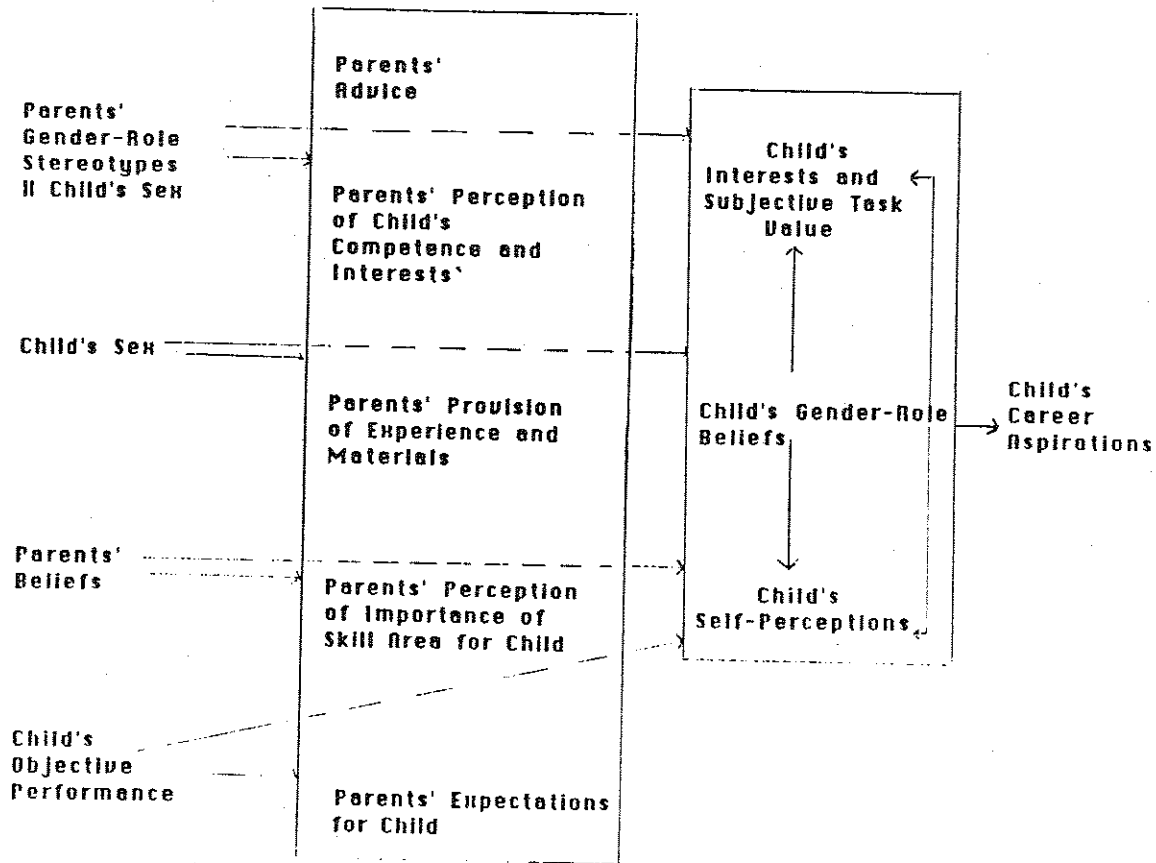 Parents'
Gender-Role
Stereotypes
X Child's Sex
Child's Sex
Parents'
Beliefs
Child's
Objective
Performance
Parents'
Advice
Parents' Perception
of Child's
Competence and
Interests`
Parents' Provision
of Experience and
Materials
Parents' Perception
of Importance of
Skill Area for Child
Parents' Expectations
for Child
Child's
Interests and
Subjective Task
Value
Child's Gender-Role
Beliefs
Child's
Self-Perceptions
Child's
Career
Aspirations